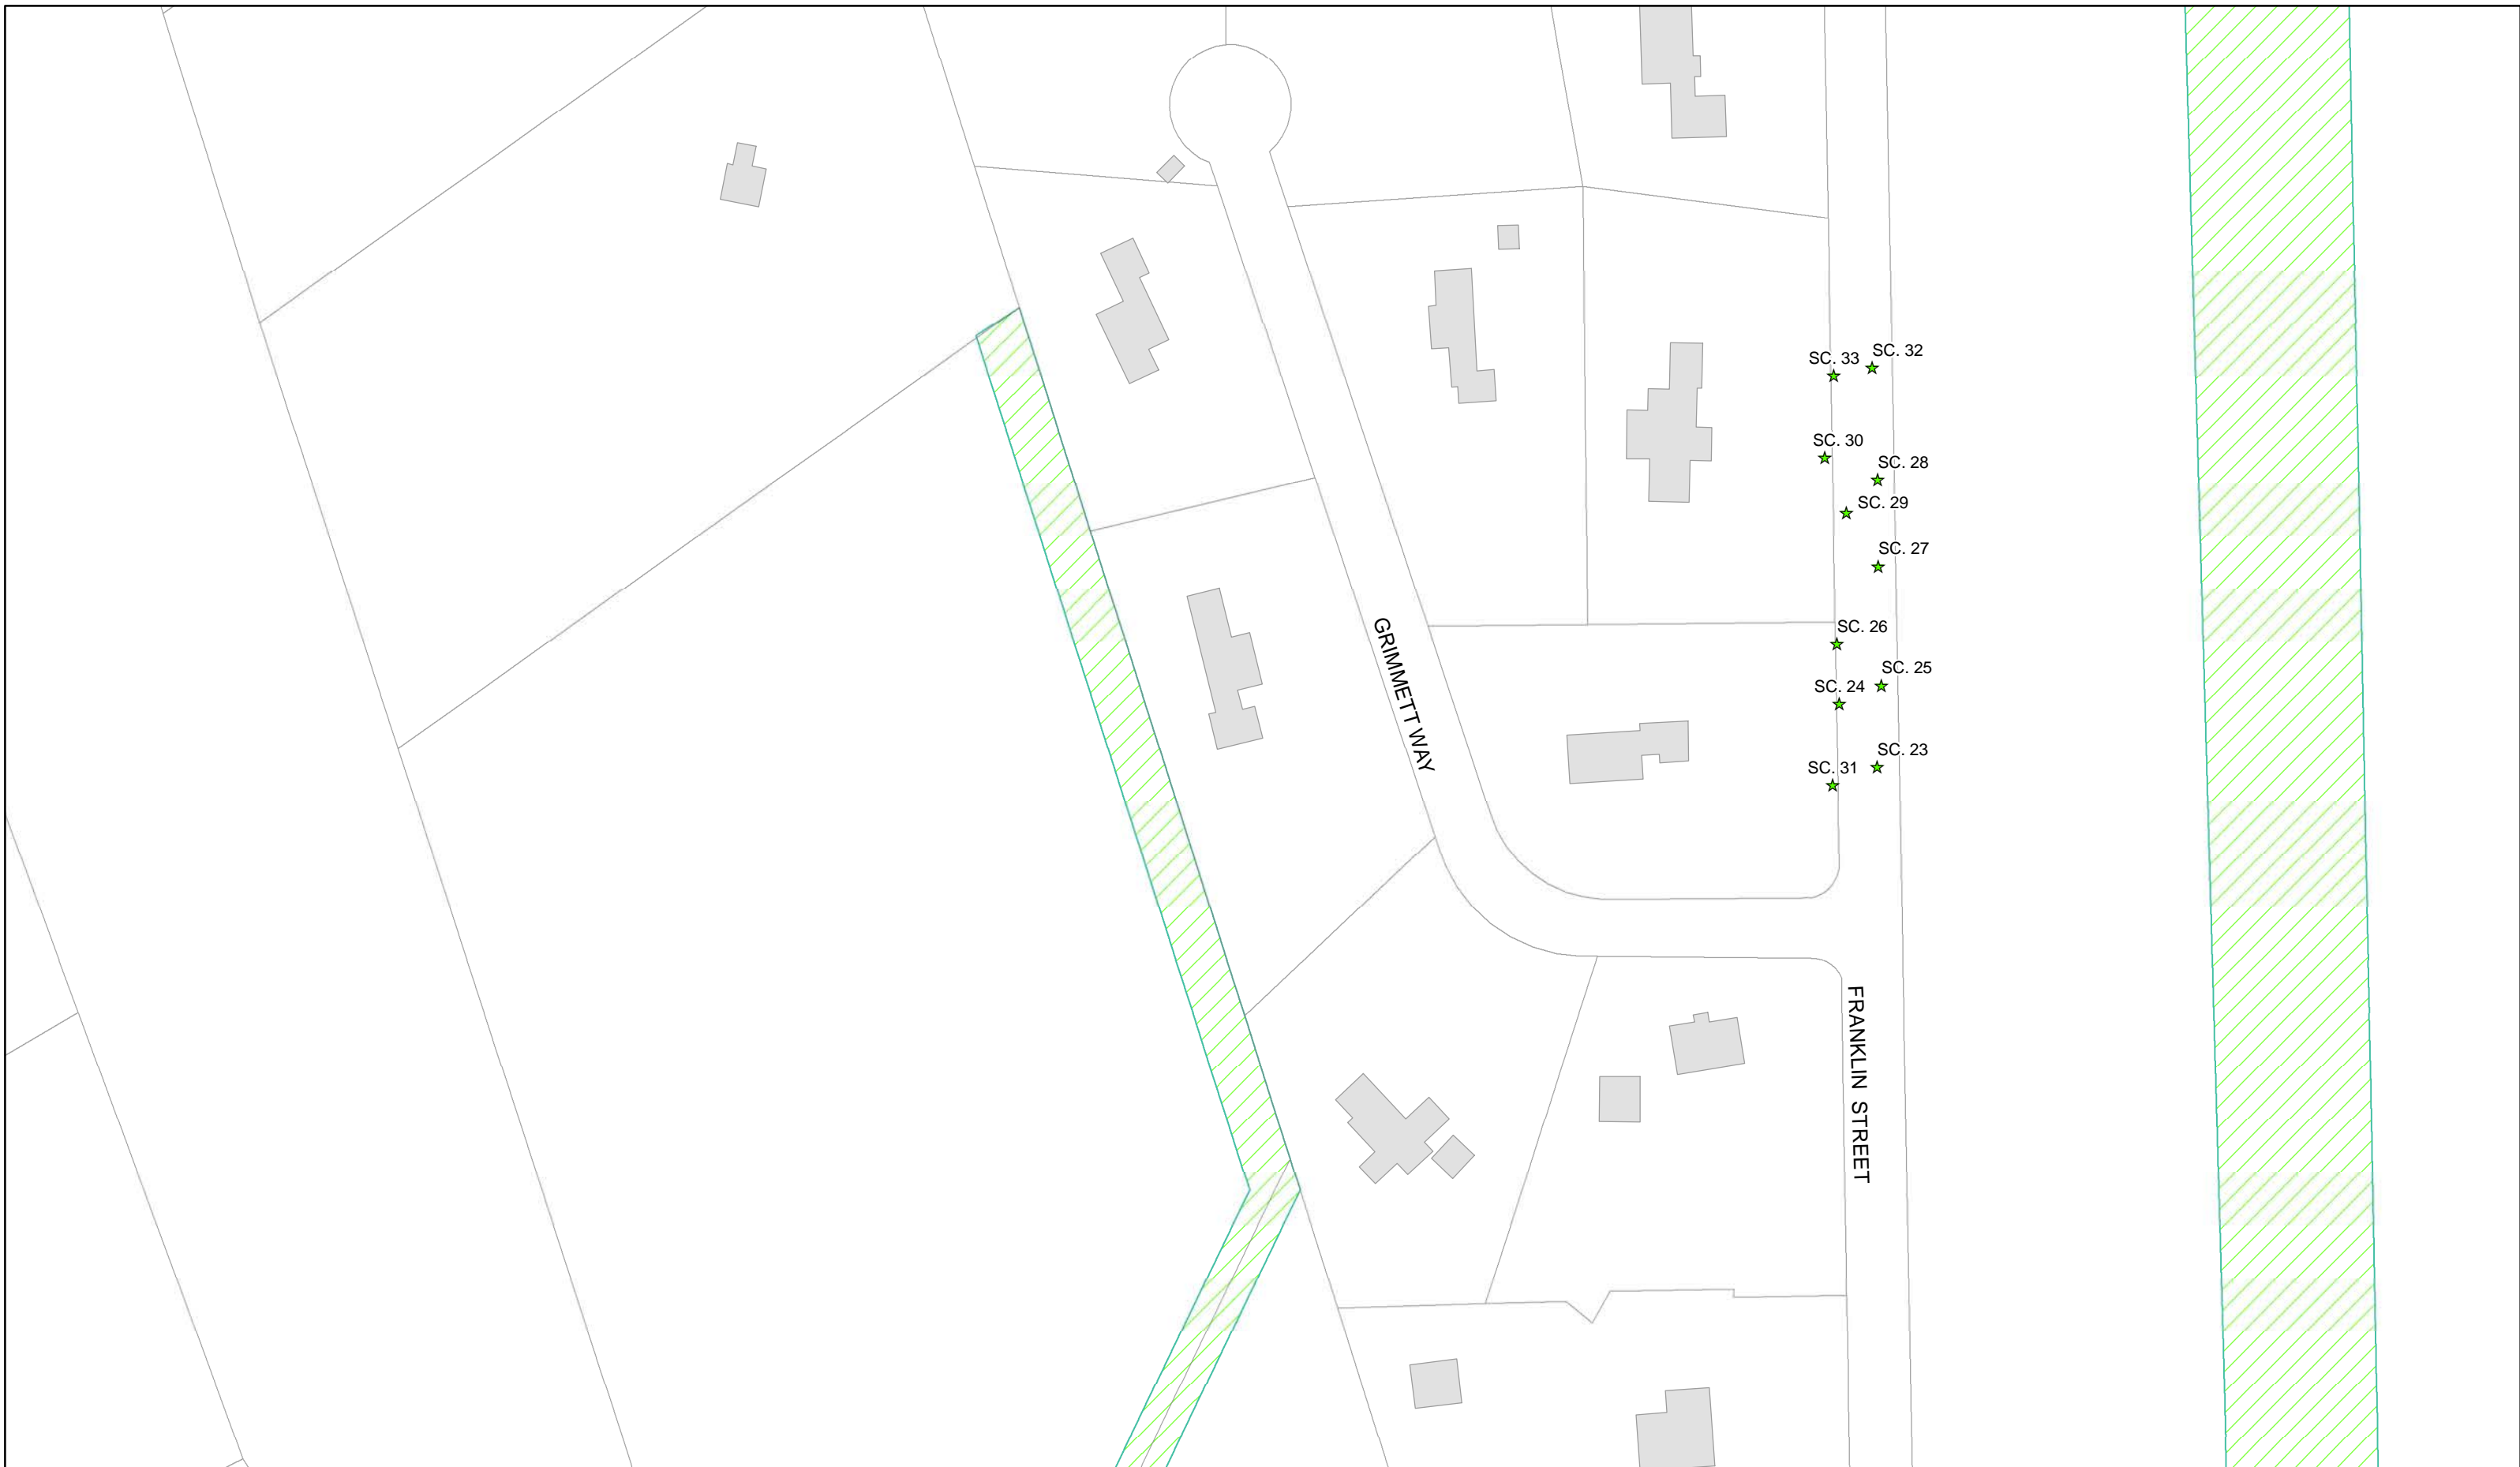 SC. 32
SC. 33
SC. 30
SC. 28
SC. 29
SC. 27
SC. 26
SC. 25
SC. 24
SC. 23
SC. 31
GRIMMETT WAY
FRANKLIN STREET